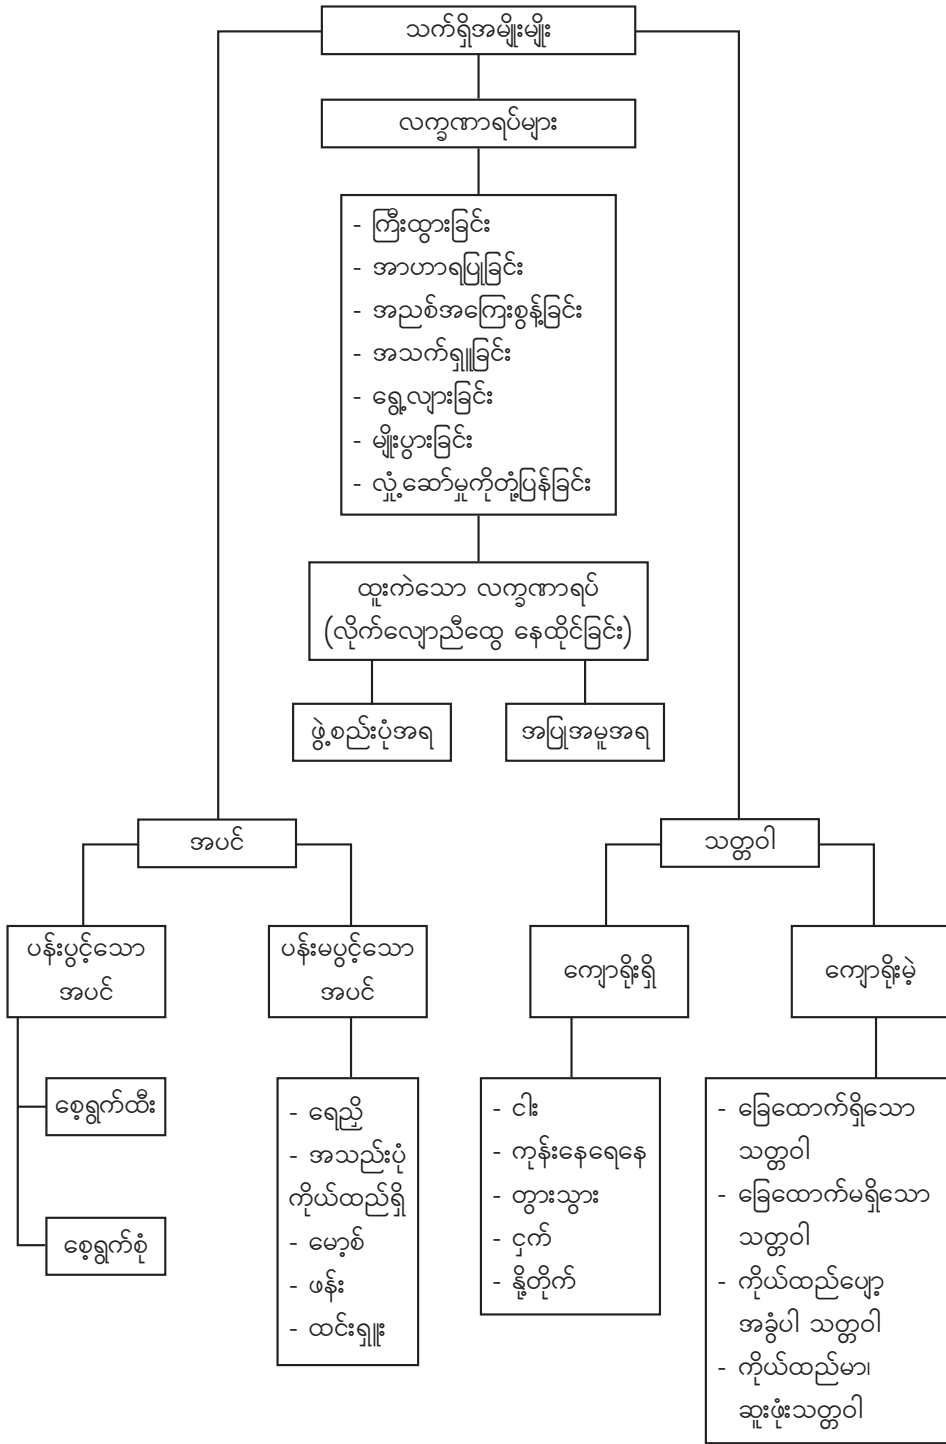 သက်ရှိအမျိုးမျိုး
လက္ခဏာရပ်များ
- ကြီးထွားခြင်း
- အာဟာရပြုခြင်း
- အညစ်အကြေးစွန့်ခြင်း
- အသက်ရှူခြင်း
- ရွေ့လျားခြင်း
- မျိုးပွားခြင်း
- လှုံ့ဆော်မှုကိုတုံ့ပြန်ခြင်း
ထူးကဲသော လက္ခဏာရပ်
(လိုက်လျောညီထွေ နေထိုင်ခြင်း)
ဖွဲ့စည်းပုံအရ
အပြုအမူအရ
အပင်
ပန်းပွင့်သော
အပင်
စေ့ရွက်ထီး
စေ့ရွက်စုံ
ပန်းမပွင့်သော
အပင်
- ရေညှိ
- အသည်းပုံ
ကိုယ်ထည်ရှိ
- မော့စ်
- ဖန်း
- ထင်းရှူး
သတ္တဝါ
ကျောရိုးရှိ
- ငါး
- ကုန်းနေရေနေ
- တွားသွား
- ငှက်
- နို့တိုက်
ကျောရိုးမဲ့
- ခြေထောက်ရှိသော
သတ္တဝါ
- ခြေထောက်မရှိသော
သတ္တဝါ
- ကိုယ်ထည်ပျော့
အခွံပါ သတ္တဝါ
- ကိုယ်ထည်မာ၊
ဆူးဖုံးသတ္တဝါ